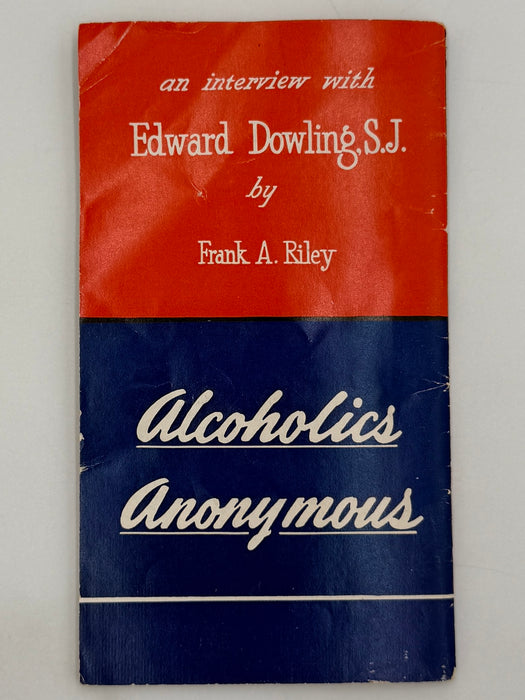 an interview with
Edward Dowling, S.J.
by
Frank A. Riley
Alcoholics
Anonymous